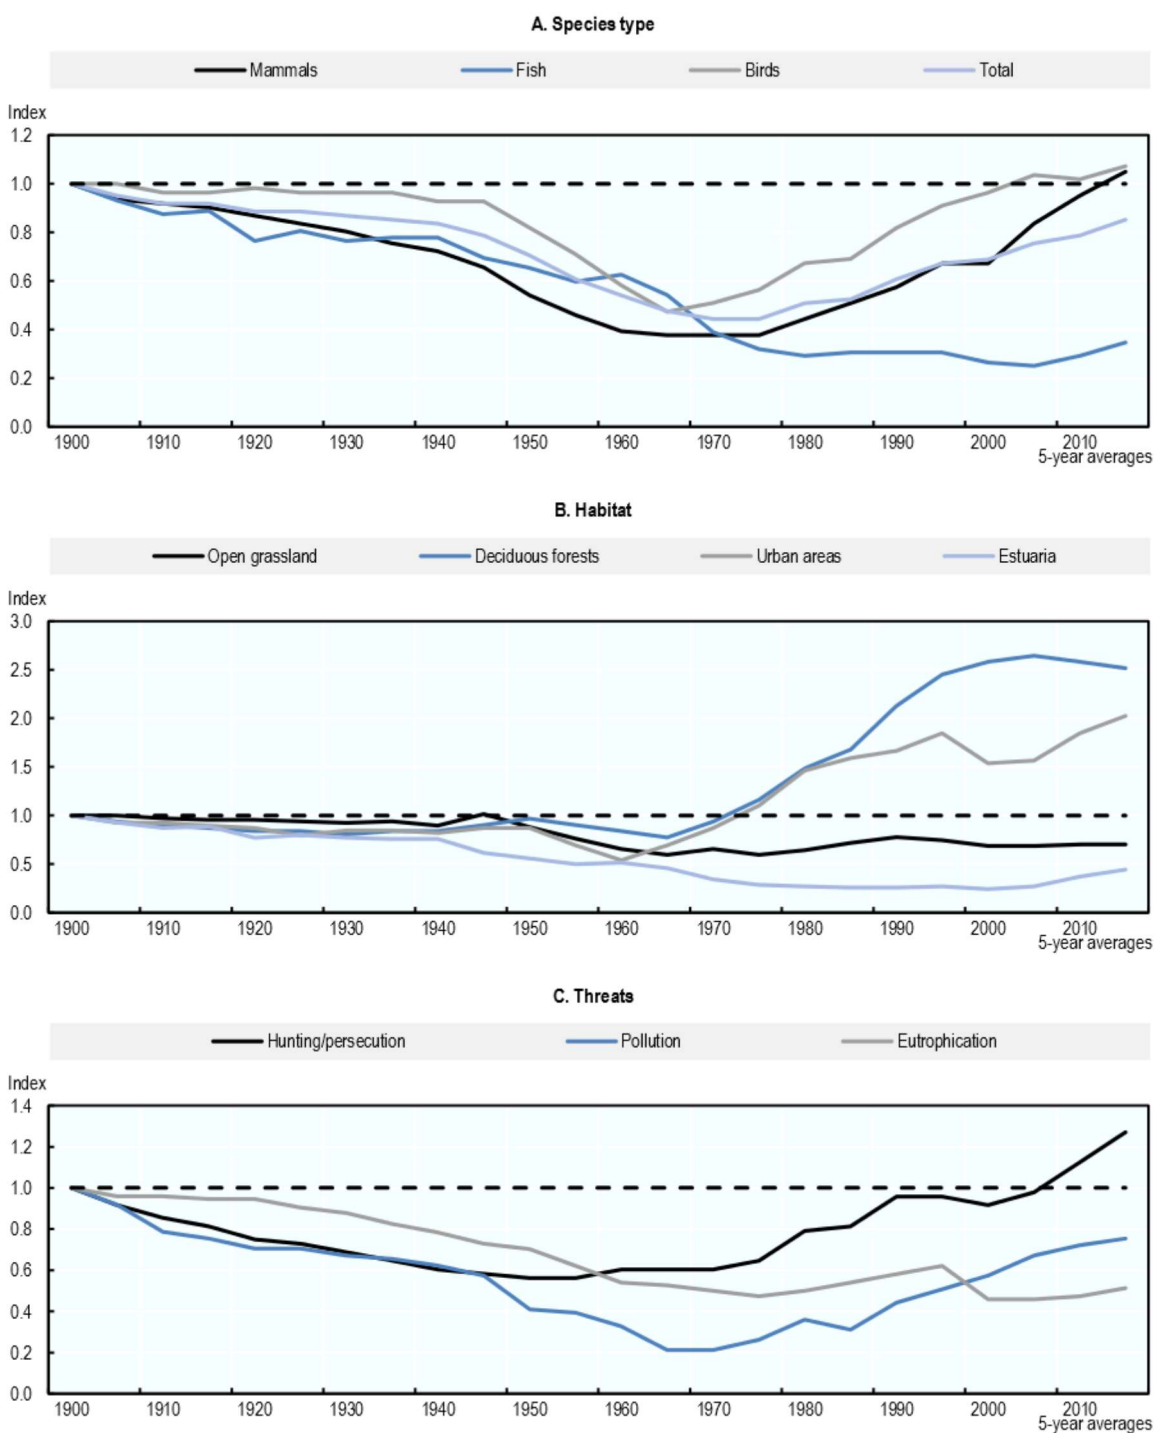 A. Species type
Mammals Fish Birds Total
Index
1.2
1.0
0.8
0.6
0.4
0.2
0.0
1900 1910 1920 1930 1940 1950 1960 1970 1980 1990 2000 2010
5-year averages
B. Habitat
Open grassland Deciduous forests Urban areas Estuaria
Index
3.0
2.5
2.0
1.5
1.0
0.5
0.0
1900 1910 1920 1930 1940 1950 1960 1970 1980 1990 2000 2010
5-year averages
C. Threats
Hunting/persecution Pollution Eutrophication
Index
1.4
1.2
1.0
0.8
0.6
0.4
0.2
0.0
1900 1910 1920 1930 1940 1950 1960 1970 1980 1990 2000 2010
5-year averages